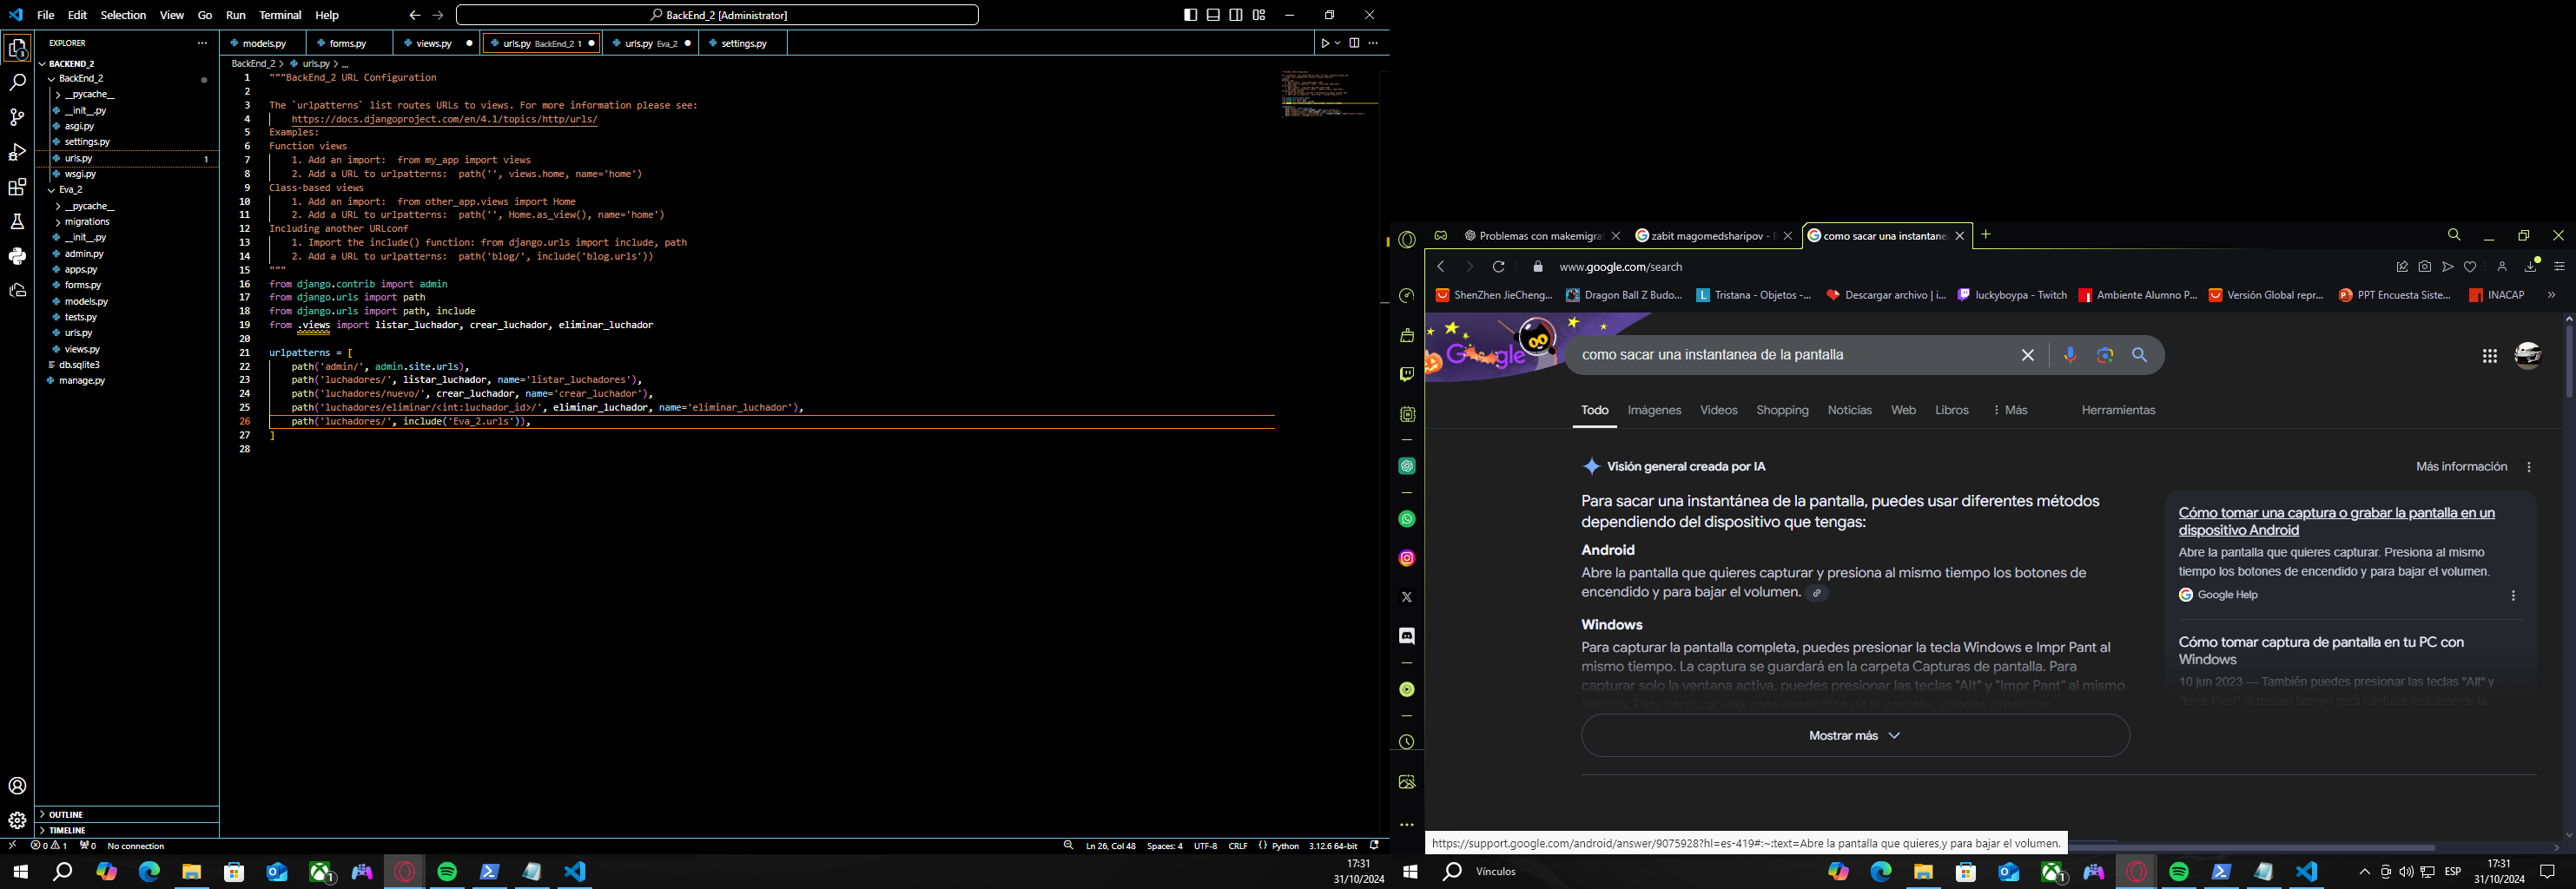 File Edit Selection View Go Run Terminal Help
BackEnd_2 [Administrator]
EXPLORER
models.py
forms.py
views.py
urls.py BackEnd_2 1
urls.py Eva_2
settings.py
BACKEND_2
BackEnd_2
__pycache__
__init__.py
asgi.py
settings.py
urls.py 1
wsgi.py
Eva_2
__pycache__
migrations
__init__.py
admin.py
apps.py
forms.py
models.py
tests.py
urls.py
views.py
db.sqlite3
manage.py
OUTLINE
TIMELINE
BackEnd_2 > urls.py > ...
1 """BackEnd_2 URL Configuration
2
3 The `urlpatterns` list routes URLs to views. For more information please see:
4 https://docs.djangoproject.com/en/4.1/topics/http/urls/
5 Examples:
6 Function views
7 1. Add an import:  from my_app import views
8 2. Add a URL to urlpatterns:  path('', views.home, name='home')
9 Class-based views
10 1. Add an import:  from other_app.views import Home
11 2. Add a URL to urlpatterns:  path('', Home.as_view(), name='home')
12 Including another URLconf
13 1. Import the include() function: from django.urls import include, path
14 2. Add a URL to urlpatterns:  path('blog/', include('blog.urls'))
15 """
16 from django.contrib import admin
17 from django.urls import path
18 from django.urls import path, include
19 from .views import listar_luchador, crear_luchador, eliminar_luchador
20
21 urlpatterns = [
22 path('admin/', admin.site.urls),
23 path('luchadores/', listar_luchador, name='listar_luchadores'),
24 path('luchadores/nuevo/', crear_luchador, name='crear_luchador'),
25 path('luchadores/eliminar/<int:luchador_id>/', eliminar_luchador, name='eliminar_luchador'),
26 path('luchadores/', include('Eva_2.urls')),
27 ]
28
0 1 0 No connection
Ln 26, Col 48 Spaces: 4 UTF-8 CRLF {} Python 3.12.6 64-bit
17:31
31/10/2024
Problemas con makemigrat
zabit magomedsharipov -
como sacar una instantane
www.google.com/search
ShenZhen JieCheng...
Dragon Ball Z Budo...
Tristana - Objetos -...
Descargar archivo | i...
luckyboypa - Twitch
Ambiente Alumno P...
Versión Global repr...
PPT Encuesta Siste...
INACAP
Google
como sacar una instantanea de la pantalla
Todo Imágenes Videos Shopping Noticias Web Libros Más Herramientas
Visión general creada por IA
Más información
Para sacar una instantánea de la pantalla, puedes usar diferentes métodos
dependiendo del dispositivo que tengas:
Android
Abre la pantalla que quieres capturar y presiona al mismo tiempo los botones de
encendido y para bajar el volumen.
Windows
Para capturar la pantalla completa, puedes presionar la tecla Windows e Impr Pant al
mismo tiempo. La captura se guardará en la carpeta Capturas de pantalla. Para
capturar solo la ventana activa, puedes presionar las teclas "Alt" y "Impr Pant" al mismo
tiempo. Para capturar una zona específica de la pantalla, puedes presionar
Mostrar más
Cómo tomar una captura o grabar la pantalla en un
dispositivo Android
Abre la pantalla que quieres capturar. Presiona al mismo
tiempo los botones de encendido y para bajar el volumen.
Google Help
Cómo tomar captura de pantalla en tu PC con
Windows
10 jun 2023 — También puedes presionar las teclas "Alt" y
"Impr Pant" al mismo tiempo para capturar únicamente la
https://support.google.com/android/answer/9075928?hl=es-419#:~:text=Abre la pantalla que quieres,y para bajar el volumen.
Vínculos
ESP
17:31
31/10/2024